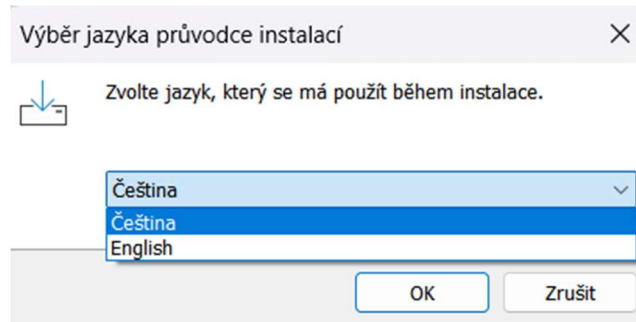 Výběr jazyka průvodce instalací
Zvolte jazyk, který se má použít během instalace.
Čeština
Čeština
English
OK
Zrušit